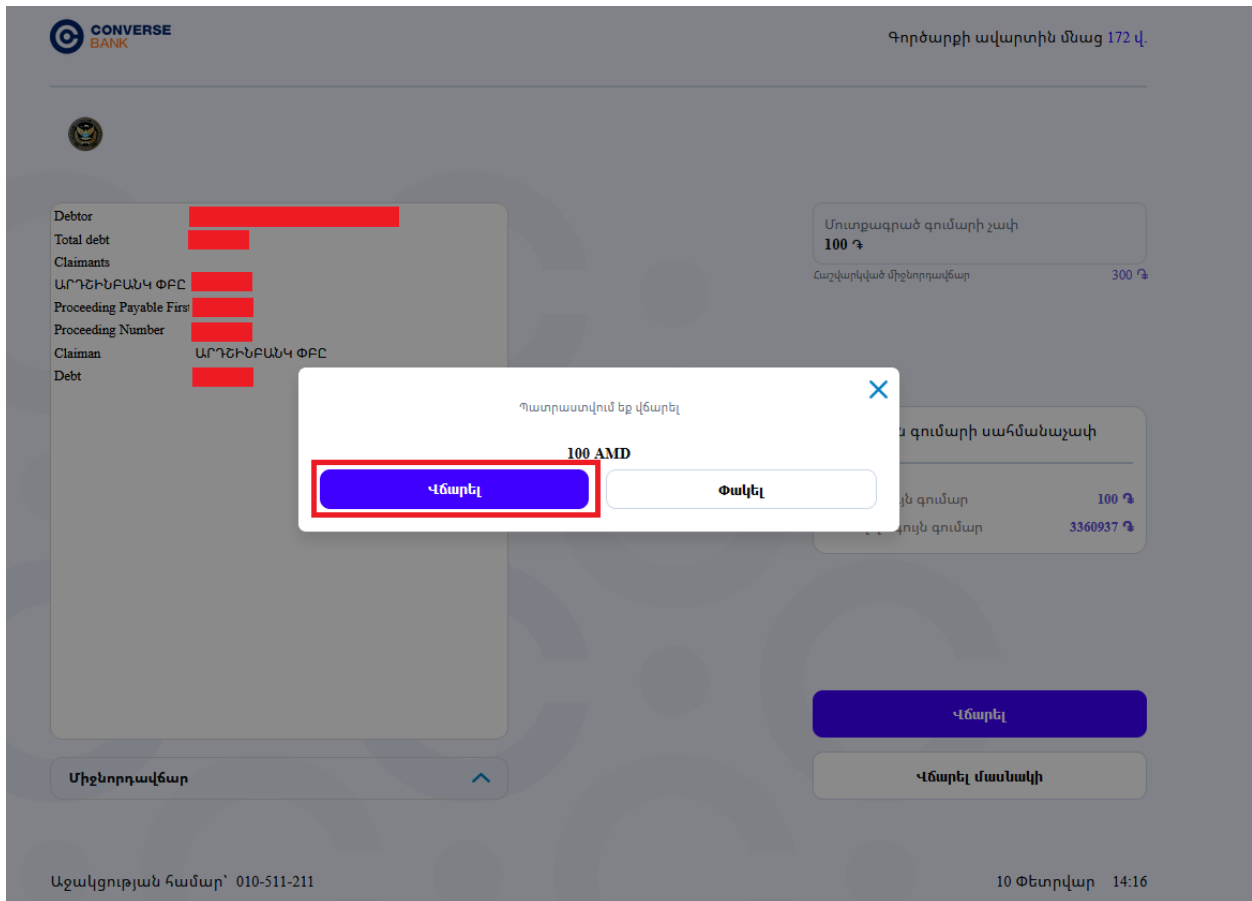 CONVERSE
BANK
Գործարքի ավարտին մնաց 172 վ.
Debtor
Total debt
Claimants
ԱՐԴՇԻՆԲԱՆԿ ՓԲԸ
Proceeding Payable First
Proceeding Number
Claiman ԱՐԴՇԻՆԲԱՆԿ ՓԲԸ
Debt
Մուտքագրած գումարի չափ
100 ֏
Հաշվարկված միջնորդավճար 300 ֏
Պատրաստվում եք վճարել
100 AMD
Վճարել Փակել
գումարի սահմանաչափ
գումար 100 ֏
գումար 3360937 ֏
Վճարել
Վճարել մասնակի
Միջնորդավճար
Աջակցության համար՝ 010-511-211
10 Փետրվար 14:16